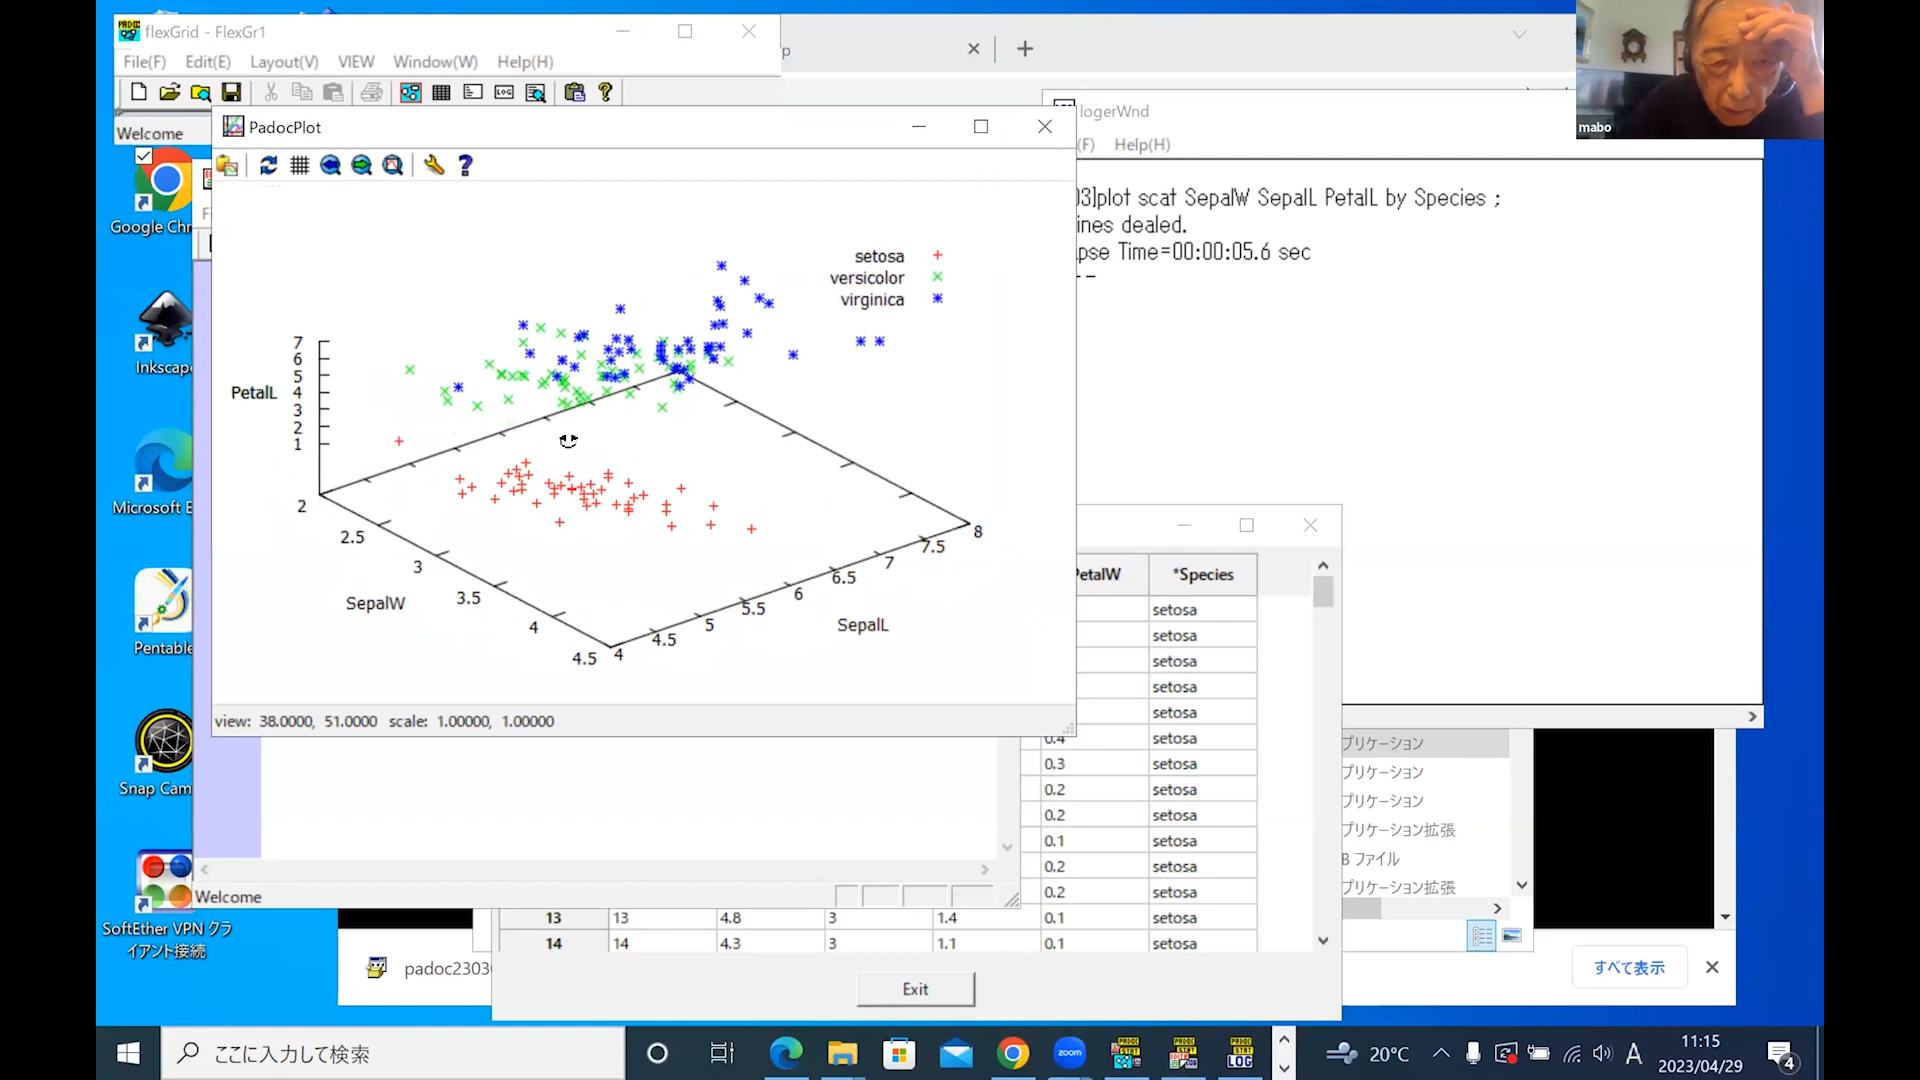 flexGrid - FlexGr1
File(F) Edit(E) Layout(V) VIEW Window(W) Help(H)
Welcome
PadocPlot
mabo
logerWnd
(F) Help(H)
03]plot scat SepalW SepalL PetalL by Species ;
ines dealed.
pse Time=00:00:05.6 sec
--
Google Chr
Inkscape
Microsoft E
Pentable
Snap Cam
SoftEther VPN クラ
イアント接続
setosa
versicolor
virginica
PetalL
7
6
5
4
3
2
1
2
2.5
3
3.5
4
4.5
SepalW
4
4.5
5
5.5
6
6.5
7
7.5
8
SepalL
view: 38.0000, 51.0000 scale: 1.00000, 1.00000
PetalW *Species
setosa
setosa
setosa
setosa
setosa
0.4 setosa
0.3 setosa
0.2 setosa
0.2 setosa
0.1 setosa
0.2 setosa
0.2 setosa
13 13 4.8 3 1.4 0.1 setosa
14 14 4.3 3 1.1 0.1 setosa
Welcome
Exit
padoc2303
プリケーション
プリケーション
プリケーション
プリケーション拡張
B ファイル
プリケーション拡張
すべて表示
ここに入力して検索
zoom
LOG
20°C
A
11:15
2023/04/29
4